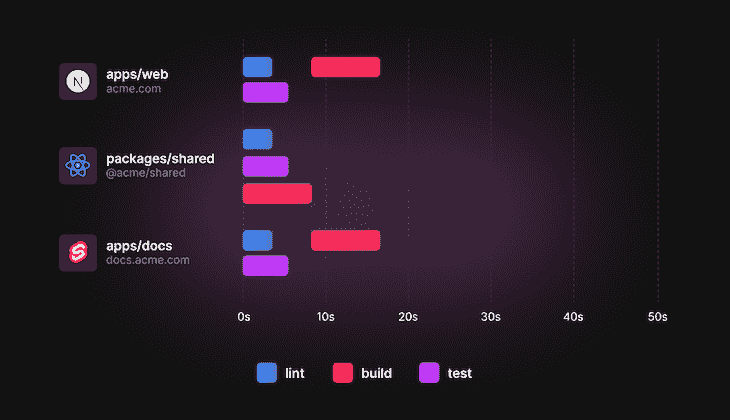 apps/web
acme.com
packages/shared
@acme/shared
apps/docs
docs.acme.com
0s 10s 20s 30s 40s 50s
lint build test